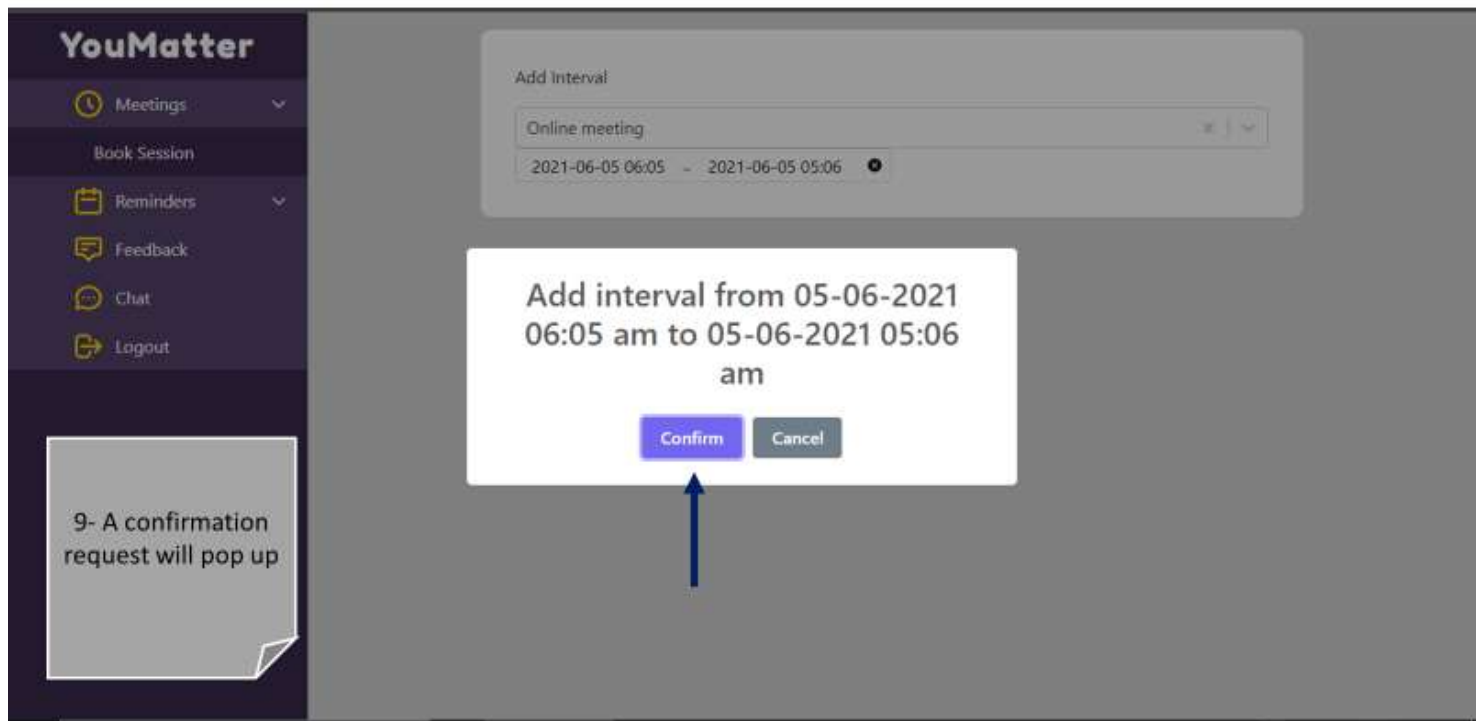 YouMatter
Meetings
Book Session
Reminders
Feedback
Chat
Logout
Add Interval
Online meeting
2021-06-05 06:05 - 2021-06-05 05:06
Add interval from 05-06-2021
06:05 am to 05-06-2021 05:06
am
Confirm Cancel
9- A confirmation
request will pop up